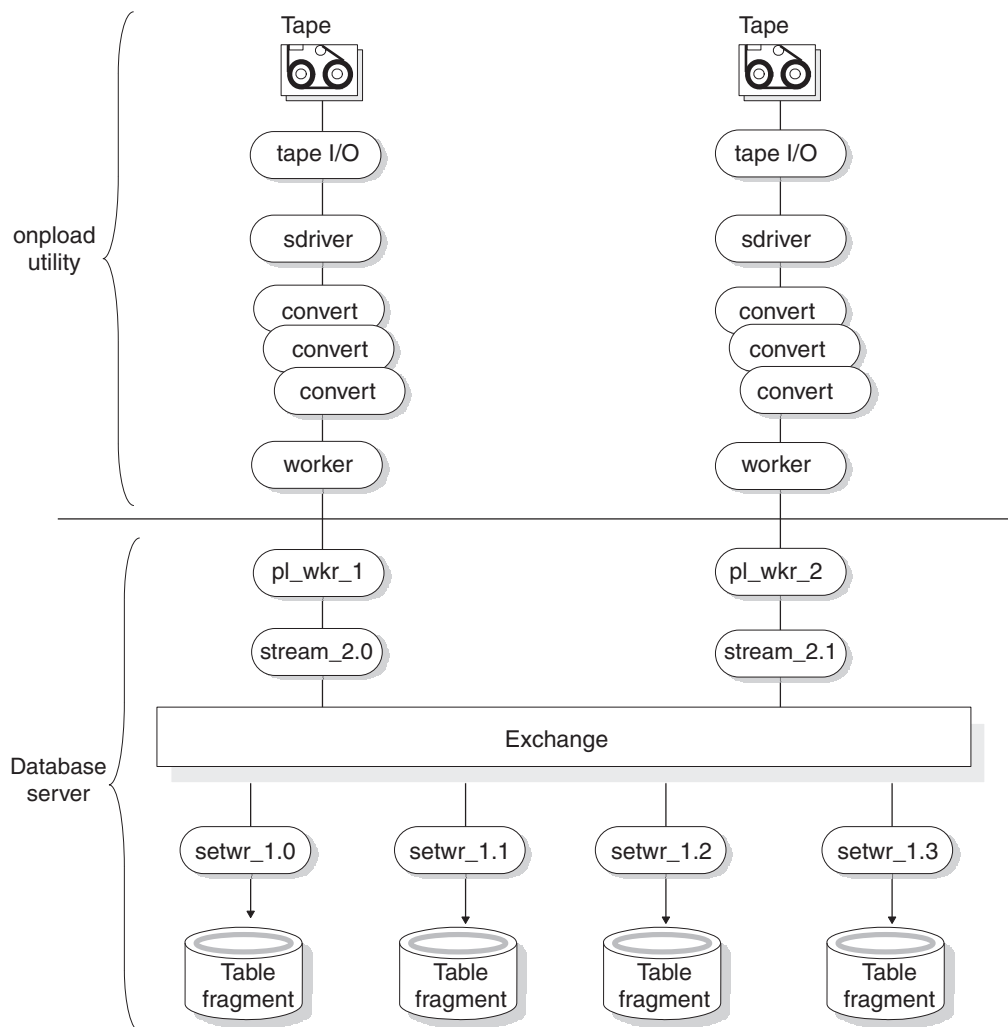 Tape
Tape
tape I/O
tape I/O
onpload
utility
sdriver
sdriver
convert
convert
convert
convert
convert
convert
worker
worker
pl_wkr_1
pl_wkr_2
stream_2.0
stream_2.1
Exchange
Database
server
setwr_1.0
setwr_1.1
setwr_1.2
setwr_1.3
Table
fragment
Table
fragment
Table
fragment
Table
fragment